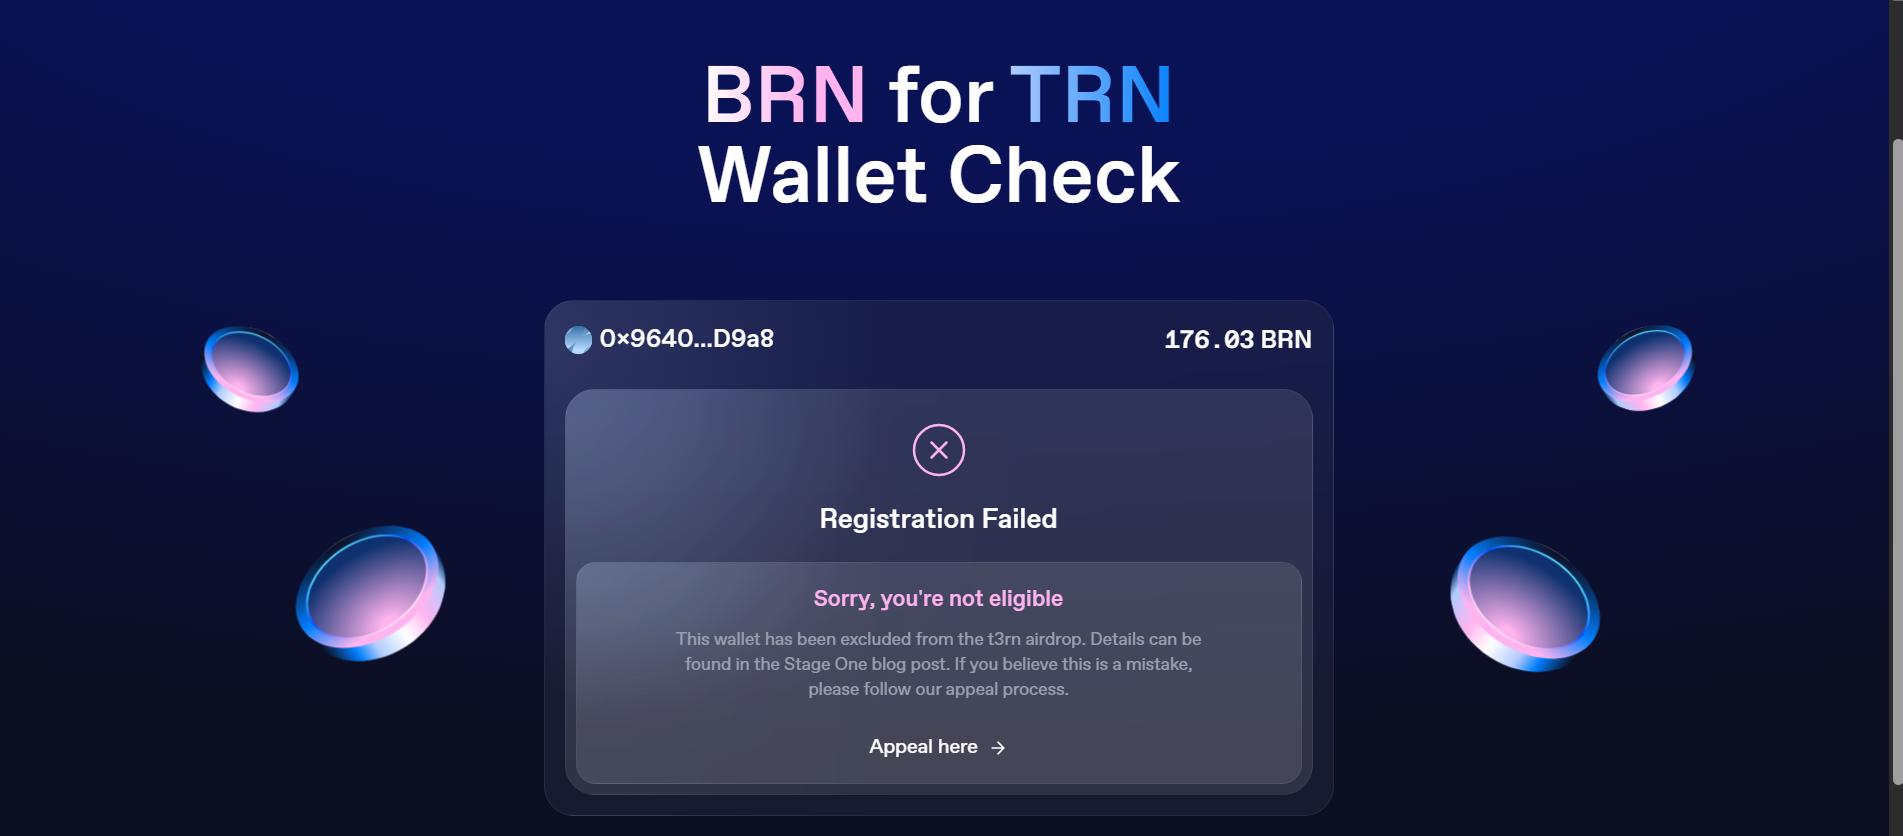 BRN for TRN
Wallet Check
0×9640...D9a8
176.03 BRN
Registration Failed
Sorry, you're not eligible
This wallet has been excluded from the t3rn airdrop. Details can be
found in the Stage One blog post. If you believe this is a mistake,
please follow our appeal process.
Appeal here →